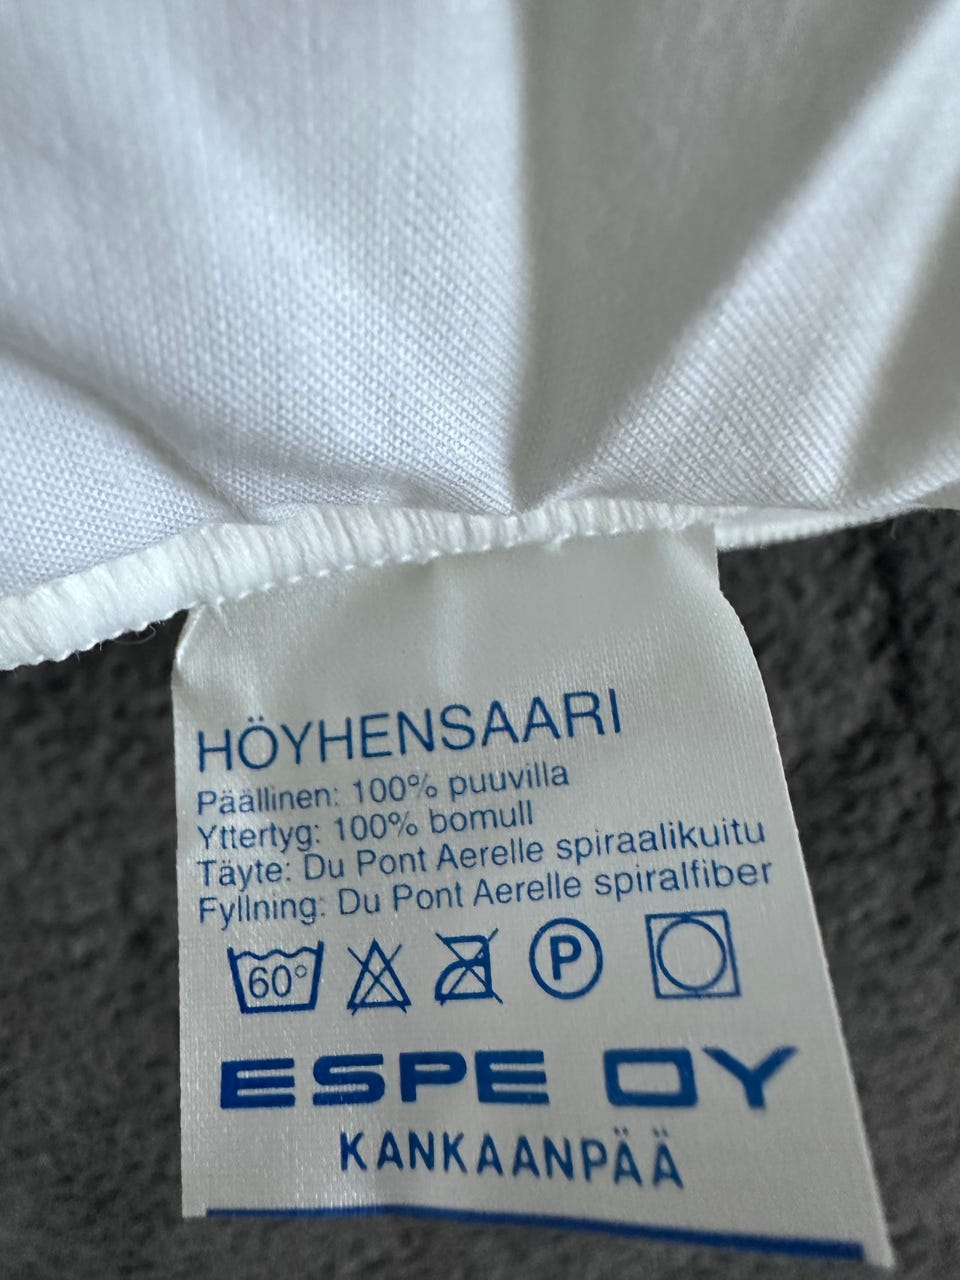 HÖYHENSAARI
Päällinen: 100% puuvilla
Yttertyg: 100% bomull
Täyte: Du Pont Aerelle spiraalikuitu
Fyllning: Du Pont Aerelle spiralfiber
60° P
ESPE OY
KANKAANPÄÄ